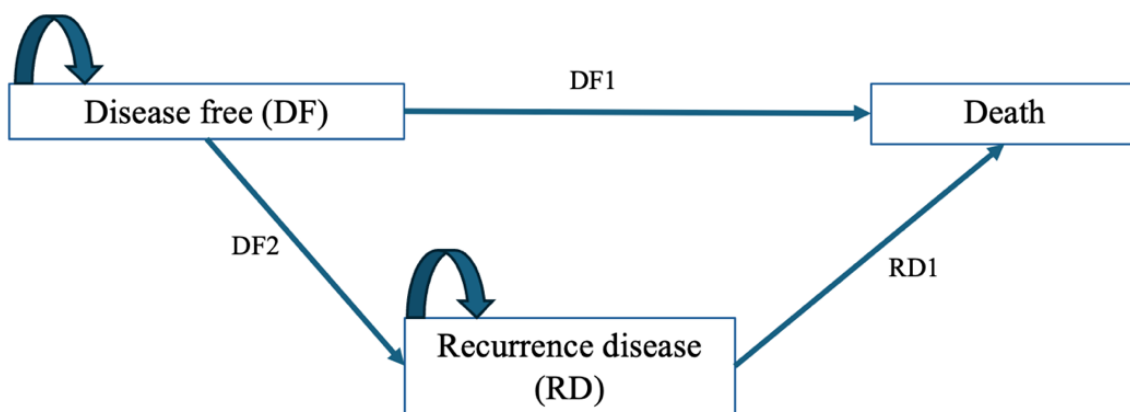 DF1
Disease free (DF)
Death
DF2
RD1
Recurrence disease
(RD)